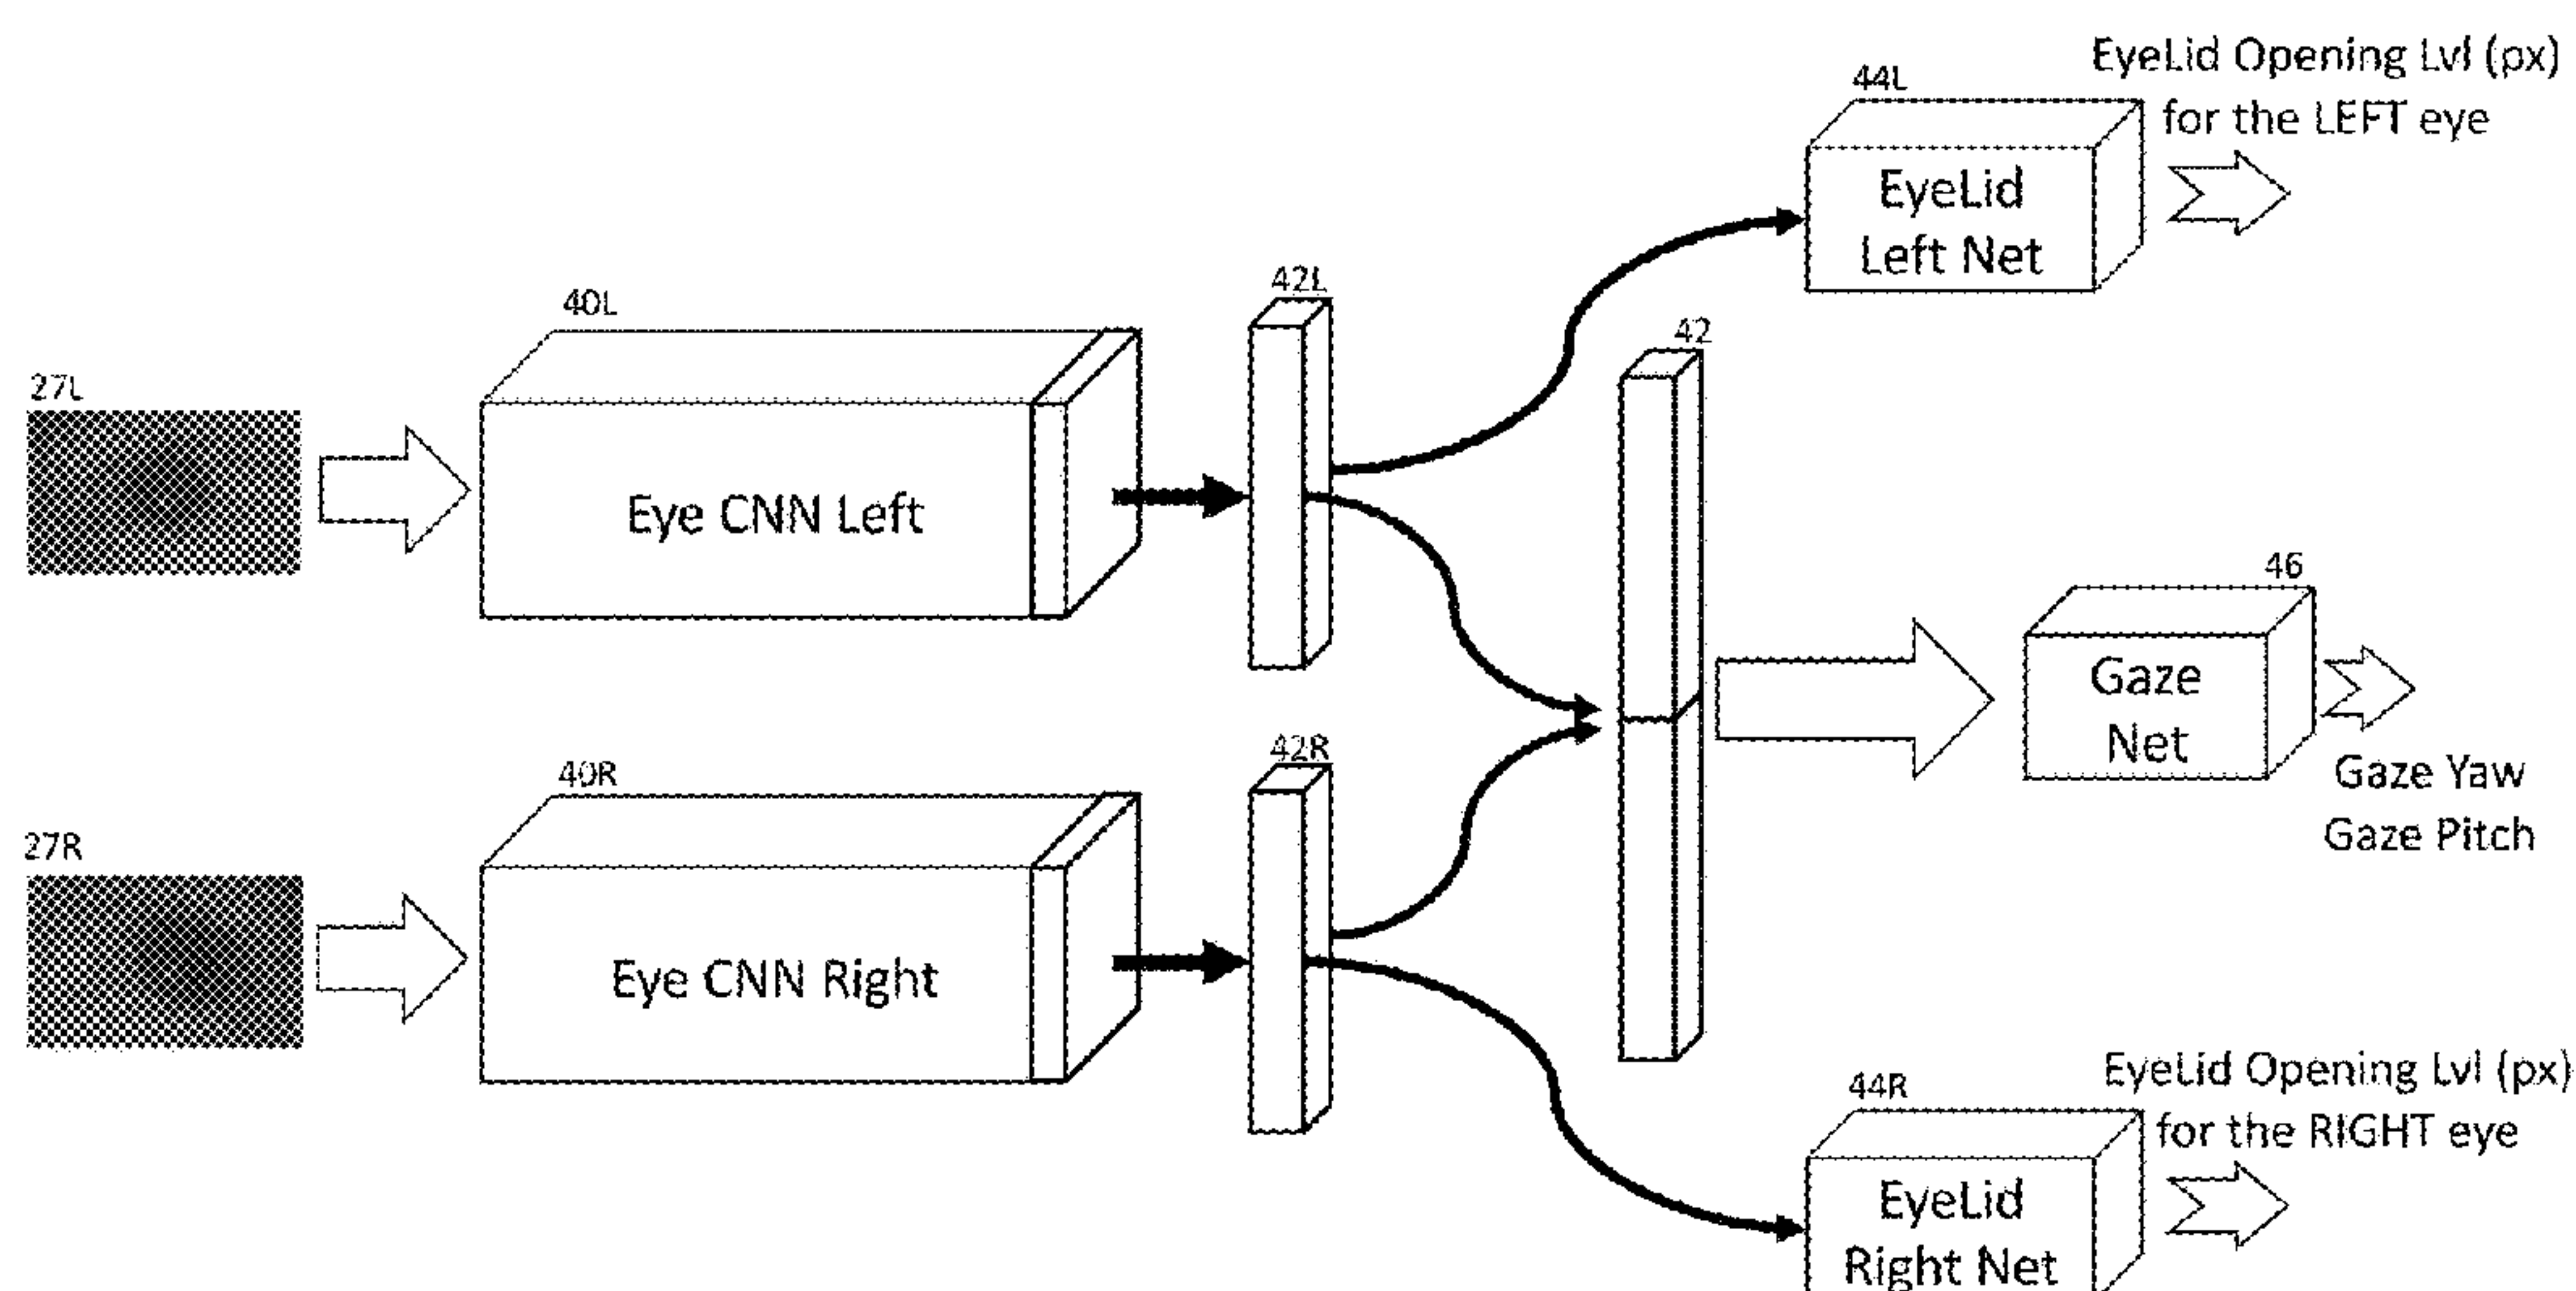 44L
EyeLid Opening Lvl (px)
for the LEFT eye
EyeLid
Left Net
42L
40L
42
27L
Eye CNN Left
46
Gaze
Net
42R
40R
Gaze Yaw
Gaze Pitch
27R
Eye CNN Right
44R
EyeLid Opening Lvl (px)
for the RIGHT eye
EyeLid
Right Net